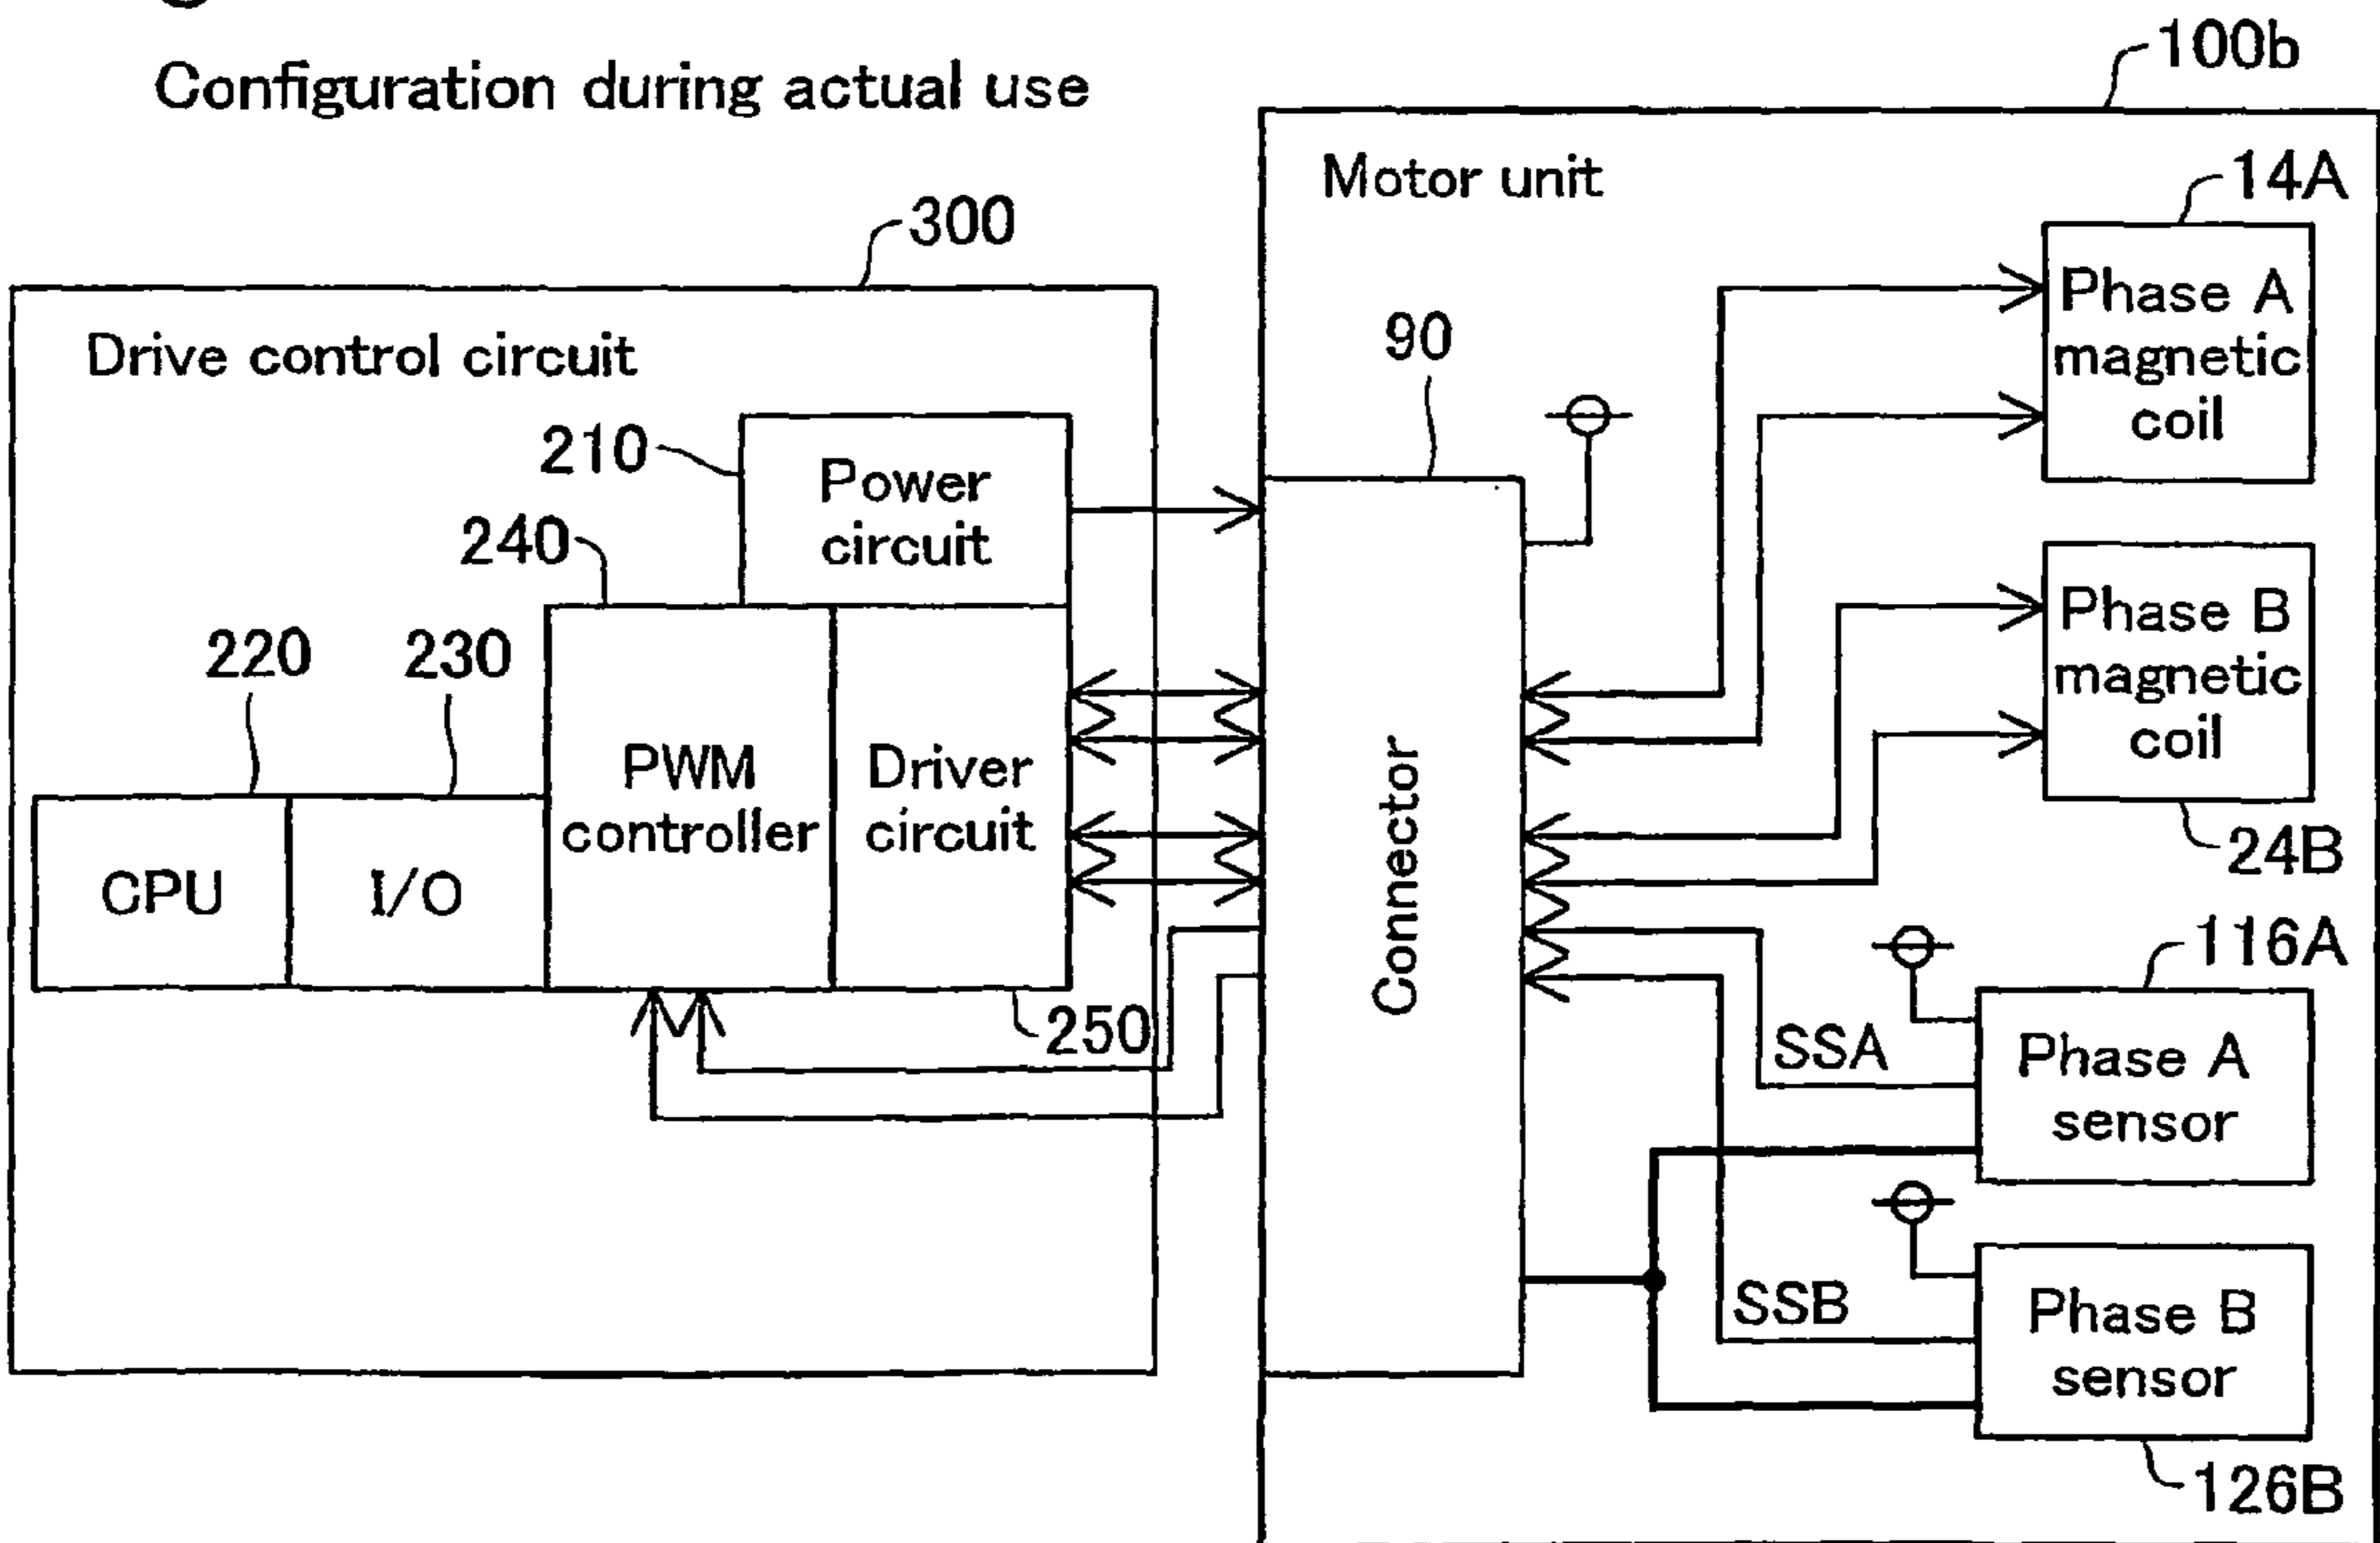 Configuration during actual use
100b
Motor unit
14A
Phase A
magnetic
coil
300
Drive control circuit
90
210
Power
circuit
240
Phase B
magnetic
coil
220
230
PWM
controller
Driver
circuit
24B
CPU
I/O
Connector
116A
250
SSA
Phase A
sensor
SSB
Phase B
sensor
126B